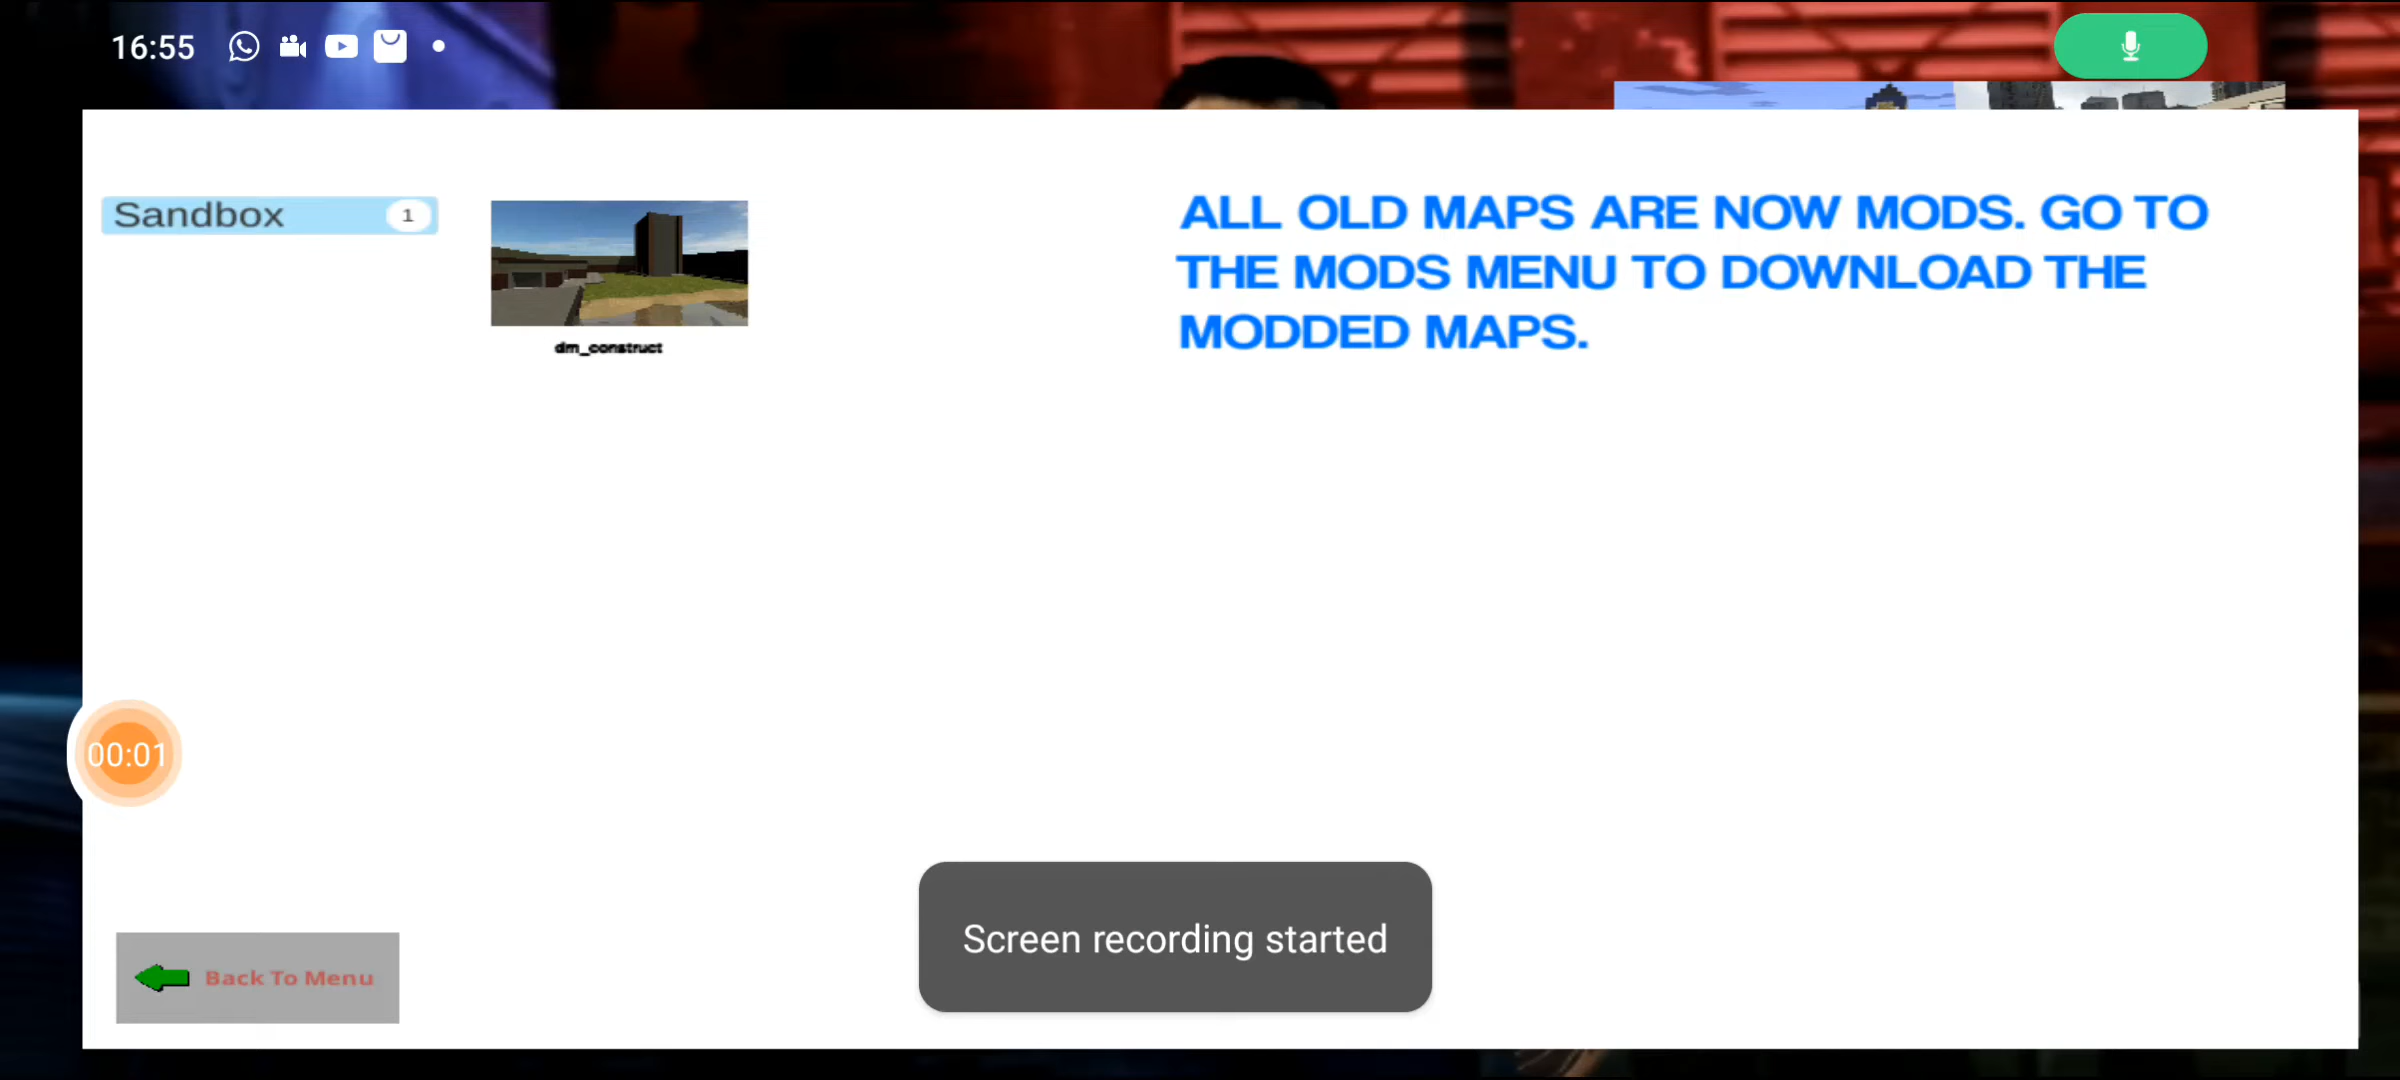 16:55
Sandbox 1
dm_construct
ALL OLD MAPS ARE NOW MODS. GO TO
THE MODS MENU TO DOWNLOAD THE
MODDED MAPS.
00:01
Screen recording started
Back To Menu